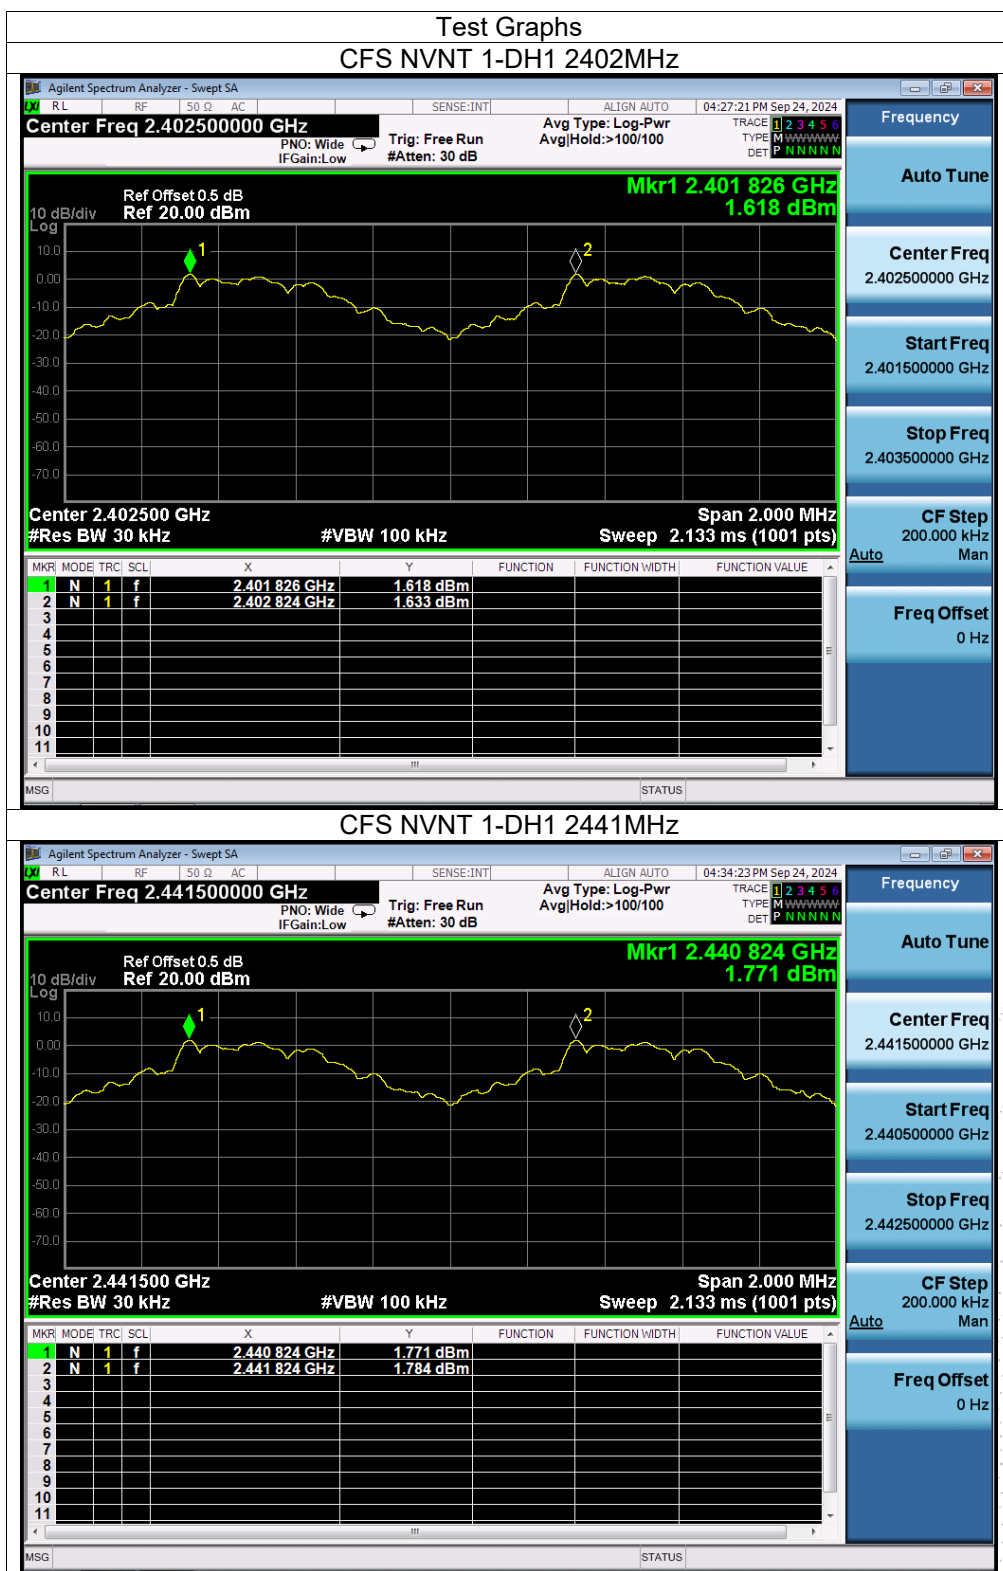 Test Graphs
CFS NVNT 1-DH1 2402MHz
Agilent Spectrum Analyzer - Swept SA
LXI RL RF 50 Ω AC SENSE:INT ALIGN AUTO 04:27:21 PM Sep 24, 2024
Center Freq 2.402500000 GHz
PNO: Wide
IFGain:Low
Trig: Free Run
#Atten: 30 dB
Avg Type: Log-Pwr
Avg|Hold:>100/100
TRACE 1 2 3 4 5 6
TYPE M W W W W W
DET P N N N N N
Mkr1 2.401 826 GHz
1.618 dBm
Ref Offset 0.5 dB
10 dB/div Ref 20.00 dBm
Log
10.0
0.00
-10.0
-20.0
-30.0
-40.0
-50.0
-60.0
-70.0
1
2
Center 2.402500 GHz Span 2.000 MHz
#Res BW 30 kHz #VBW 100 kHz Sweep 2.133 ms (1001 pts)
MKR MODE TRC SCL X Y FUNCTION FUNCTION WIDTH FUNCTION VALUE
1 N 1 f 2.401 826 GHz 1.618 dBm
2 N 1 f 2.402 824 GHz 1.633 dBm
3
4
5
6
7
8
9
10
11
MSG STATUS
Frequency
Auto Tune
Center Freq
2.402500000 GHz
Start Freq
2.401500000 GHz
Stop Freq
2.403500000 GHz
CF Step
200.000 kHz
Auto Man
Freq Offset
0 Hz
CFS NVNT 1-DH1 2441MHz
Agilent Spectrum Analyzer - Swept SA
LXI RL RF 50 Ω AC SENSE:INT ALIGN AUTO 04:34:23 PM Sep 24, 2024
Center Freq 2.441500000 GHz
PNO: Wide
IFGain:Low
Trig: Free Run
#Atten: 30 dB
Avg Type: Log-Pwr
Avg|Hold:>100/100
TRACE 1 2 3 4 5 6
TYPE M W W W W W
DET P N N N N N
Mkr1 2.440 824 GHz
1.771 dBm
Ref Offset 0.5 dB
10 dB/div Ref 20.00 dBm
Log
10.0
0.00
-10.0
-20.0
-30.0
-40.0
-50.0
-60.0
-70.0
1
2
Center 2.441500 GHz Span 2.000 MHz
#Res BW 30 kHz #VBW 100 kHz Sweep 2.133 ms (1001 pts)
MKR MODE TRC SCL X Y FUNCTION FUNCTION WIDTH FUNCTION VALUE
1 N 1 f 2.440 824 GHz 1.771 dBm
2 N 1 f 2.441 824 GHz 1.784 dBm
3
4
5
6
7
8
9
10
11
MSG STATUS
Frequency
Auto Tune
Center Freq
2.441500000 GHz
Start Freq
2.440500000 GHz
Stop Freq
2.442500000 GHz
CF Step
200.000 kHz
Auto Man
Freq Offset
0 Hz